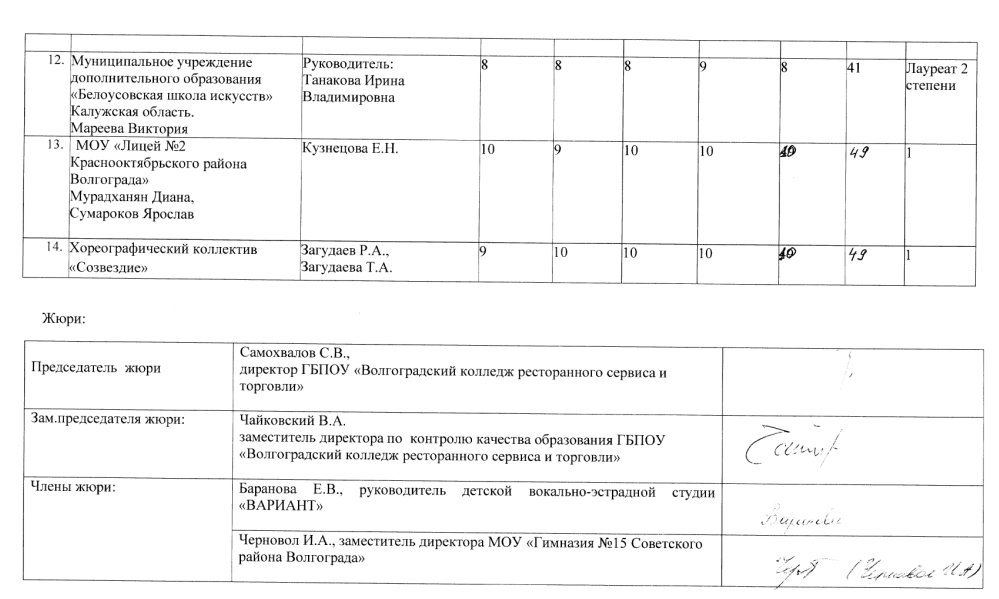 12. Муниципальное учреждение
дополнительного образования
«Белоусовская школа искусств»
Калужская область.
Мареева Виктория
Руководитель:
Танакова Ирина
Владимировна
8 8 8 9 8 41 Лауреат 2
степени
13. МОУ «Лицей №2
Краснооктябрьского района
Волгограда»
Мурадханян Диана,
Сумароков Ярослав
Кузнецова Е.Н.
10 9 10 10 10 49 1
14. Хореографический коллектив
«Созвездие»
Загудаев Р.А.,
Загудаева Т.А.
9 10 10 10 10 49 1
Жюри:
Председатель жюри
Самохвалов С.В.,
директор ГБПОУ «Волгоградский колледж ресторанного сервиса и
торговли»
Зам.председателя жюри:
Чайковский В.А.
заместитель директора по контролю качества образования ГБПОУ
«Волгоградский колледж ресторанного сервиса и торговли»
Члены жюри:
Баранова Е.В., руководитель детской вокально-эстрадной студии
«ВАРИАНТ»
Черновол И.А., заместитель директора МОУ «Гимназия №15 Советского
района Волгограда»
(Черновол И.А)